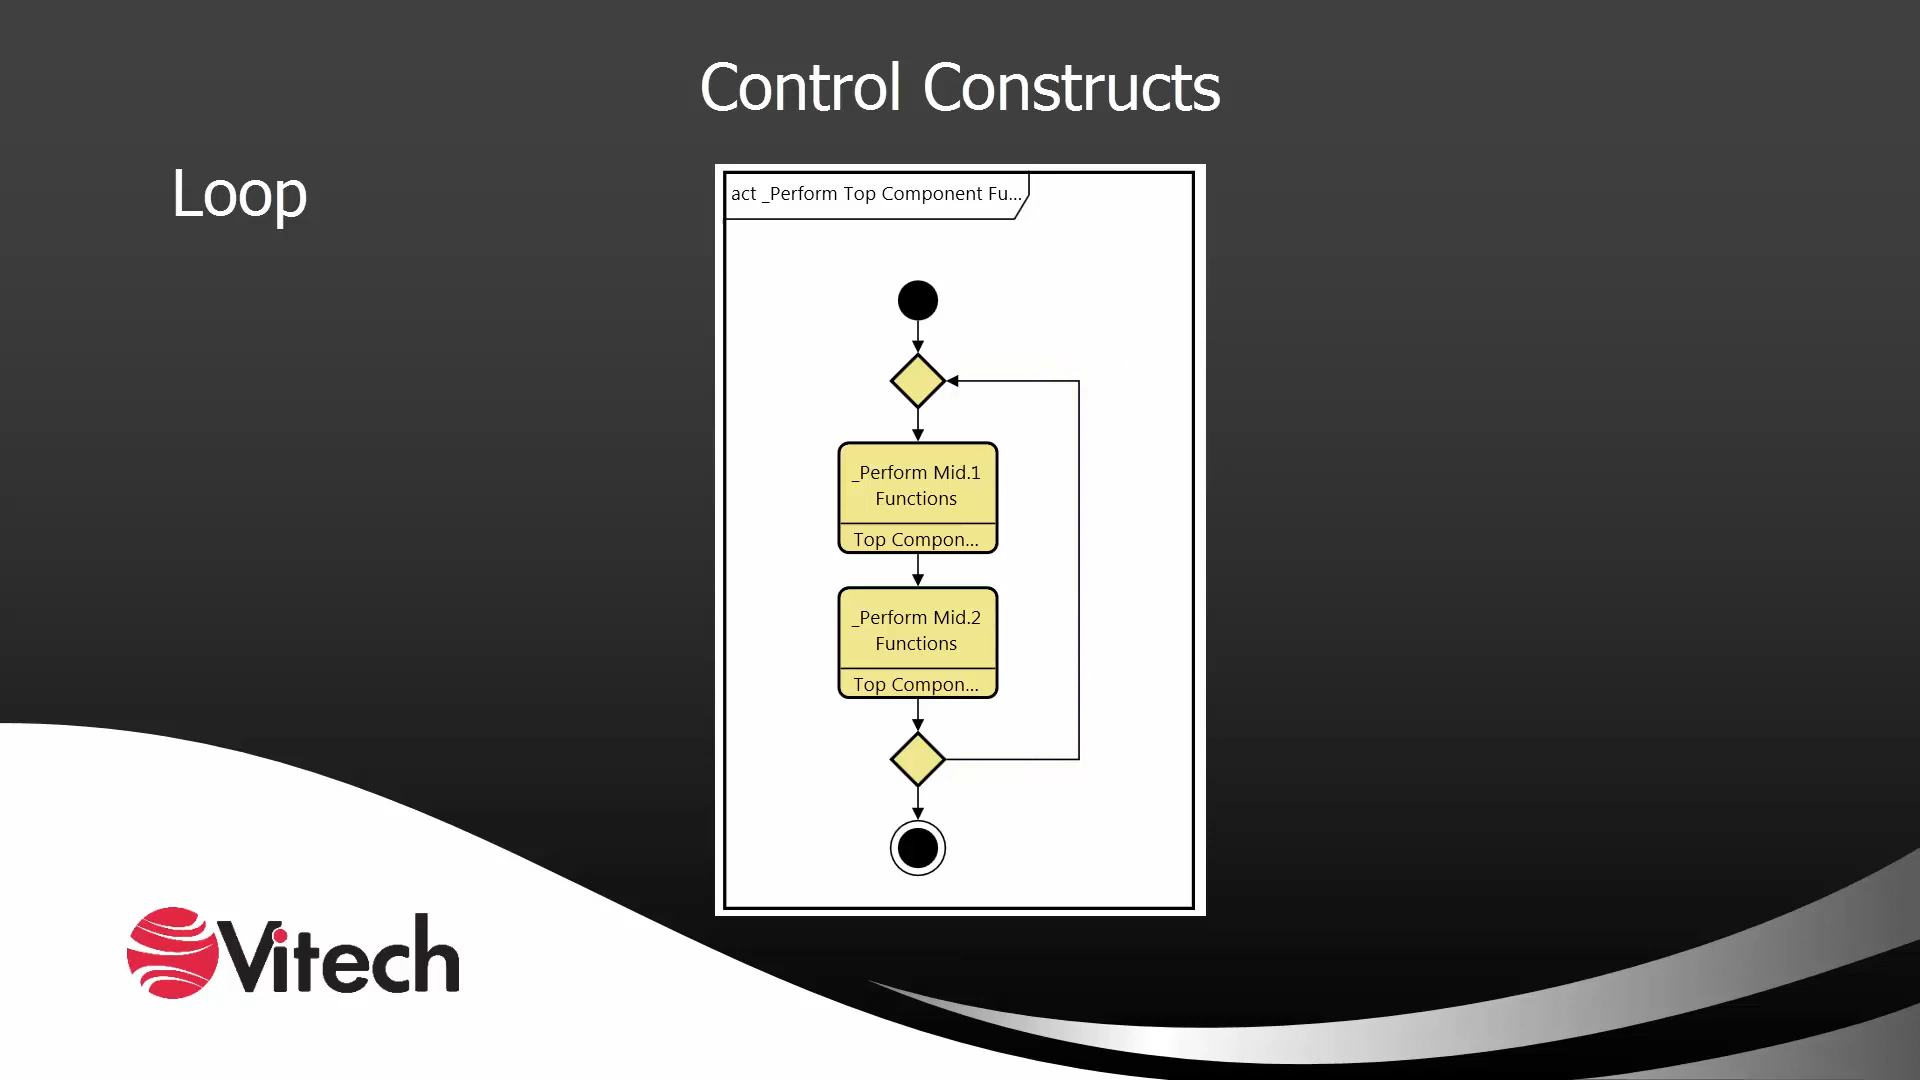 Control Constructs
Loop
act _Perform Top Component Fu...
_Perform Mid.1
Functions
Top Compon...
_Perform Mid.2
Functions
Top Compon...
Vitech